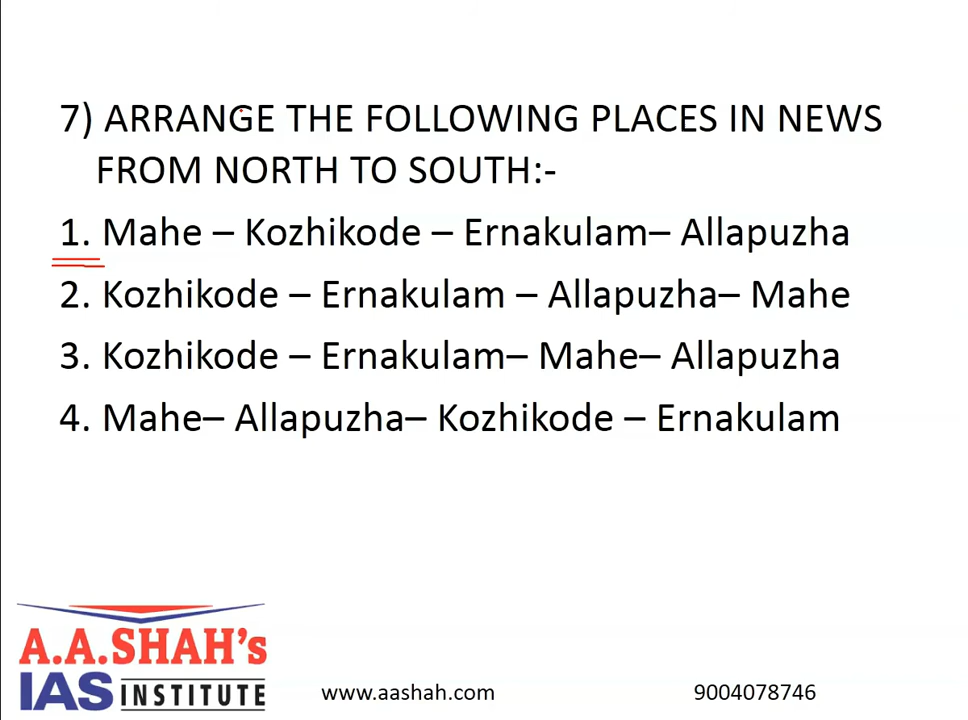 7) ARRANGE THE FOLLOWING PLACES IN NEWS
FROM NORTH TO SOUTH:-
1. Mahe – Kozhikode – Ernakulam– Allapuzha
2. Kozhikode – Ernakulam – Allapuzha– Mahe
3. Kozhikode – Ernakulam– Mahe– Allapuzha
4. Mahe– Allapuzha– Kozhikode – Ernakulam
A.A.SHAH's
IAS INSTITUTE
www.aashah.com
9004078746